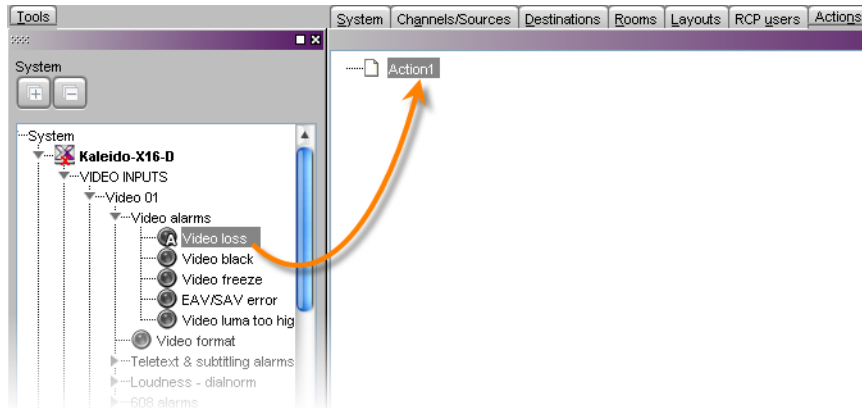 Tools
System
System
Kaleido-X16-D
VIDEO INPUTS
Video 01
Video alarms
Video loss
Video black
Video freeze
EAV/SAV error
Video luma too hig
Video format
Teletext & subtitling alarms
Loudness - dialnorm
608 alarms
System Channels/Sources Destinations Rooms Layouts RCP users Actions
Action1